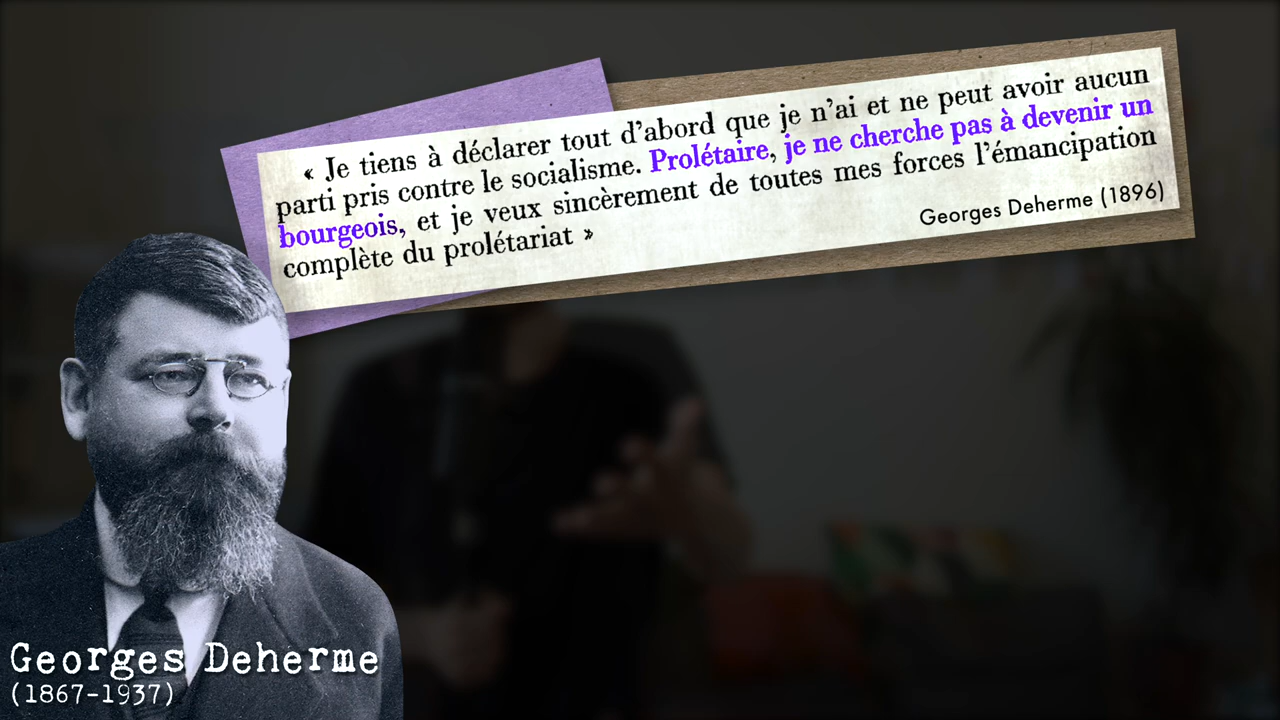 « Je tiens à déclarer tout d’abord que je n’ai et ne peut avoir aucun
parti pris contre le socialisme. Prolétaire, je ne cherche pas à devenir un
bourgeois, et je veux sincèrement de toutes mes forces l’émancipation
complète du prolétariat »
Georges Deherme (1896)
Georges Deherme
(1867-1937)